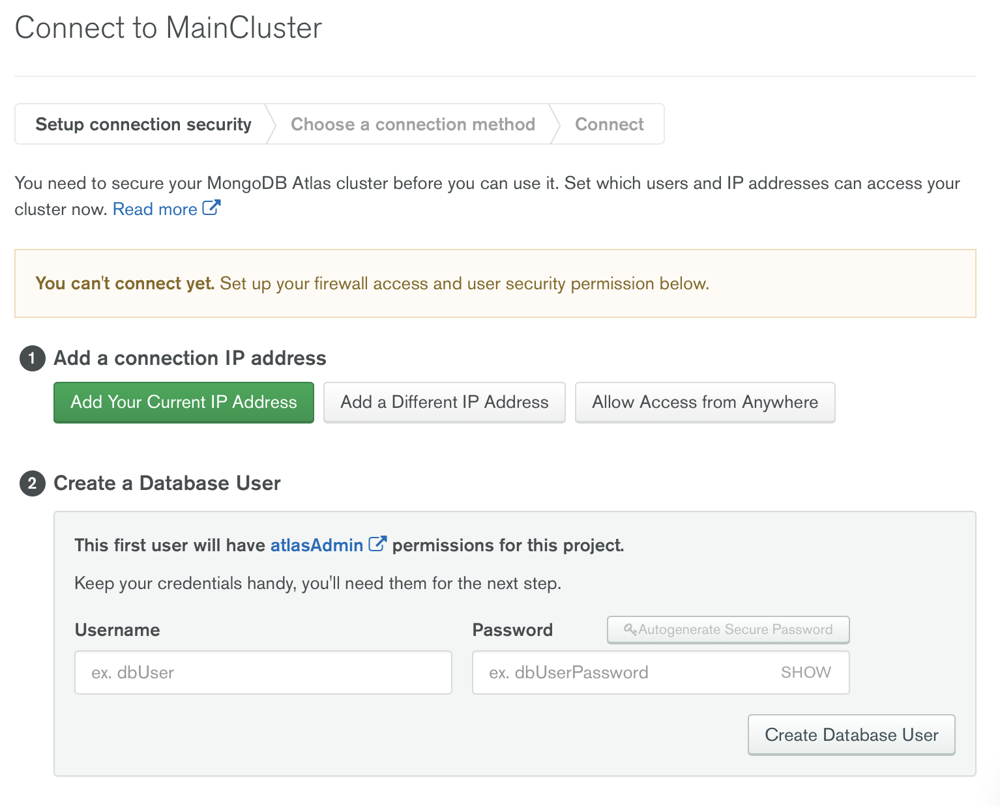 Connect to MainCluster
Setup connection security
Choose a connection method
Connect
You need to secure your MongoDB Atlas cluster before you can use it. Set which users and IP addresses can access your
cluster now. Read more
You can't connect yet. Set up your firewall access and user security permission below.
1 Add a connection IP address
Add Your Current IP Address
Add a Different IP Address
Allow Access from Anywhere
2 Create a Database User
This first user will have atlasAdmin permissions for this project.
Keep your credentials handy, you'll need them for the next step.
Username
Password
Autogenerate Secure Password
ex. dbUser
ex. dbUserPassword
SHOW
Create Database User